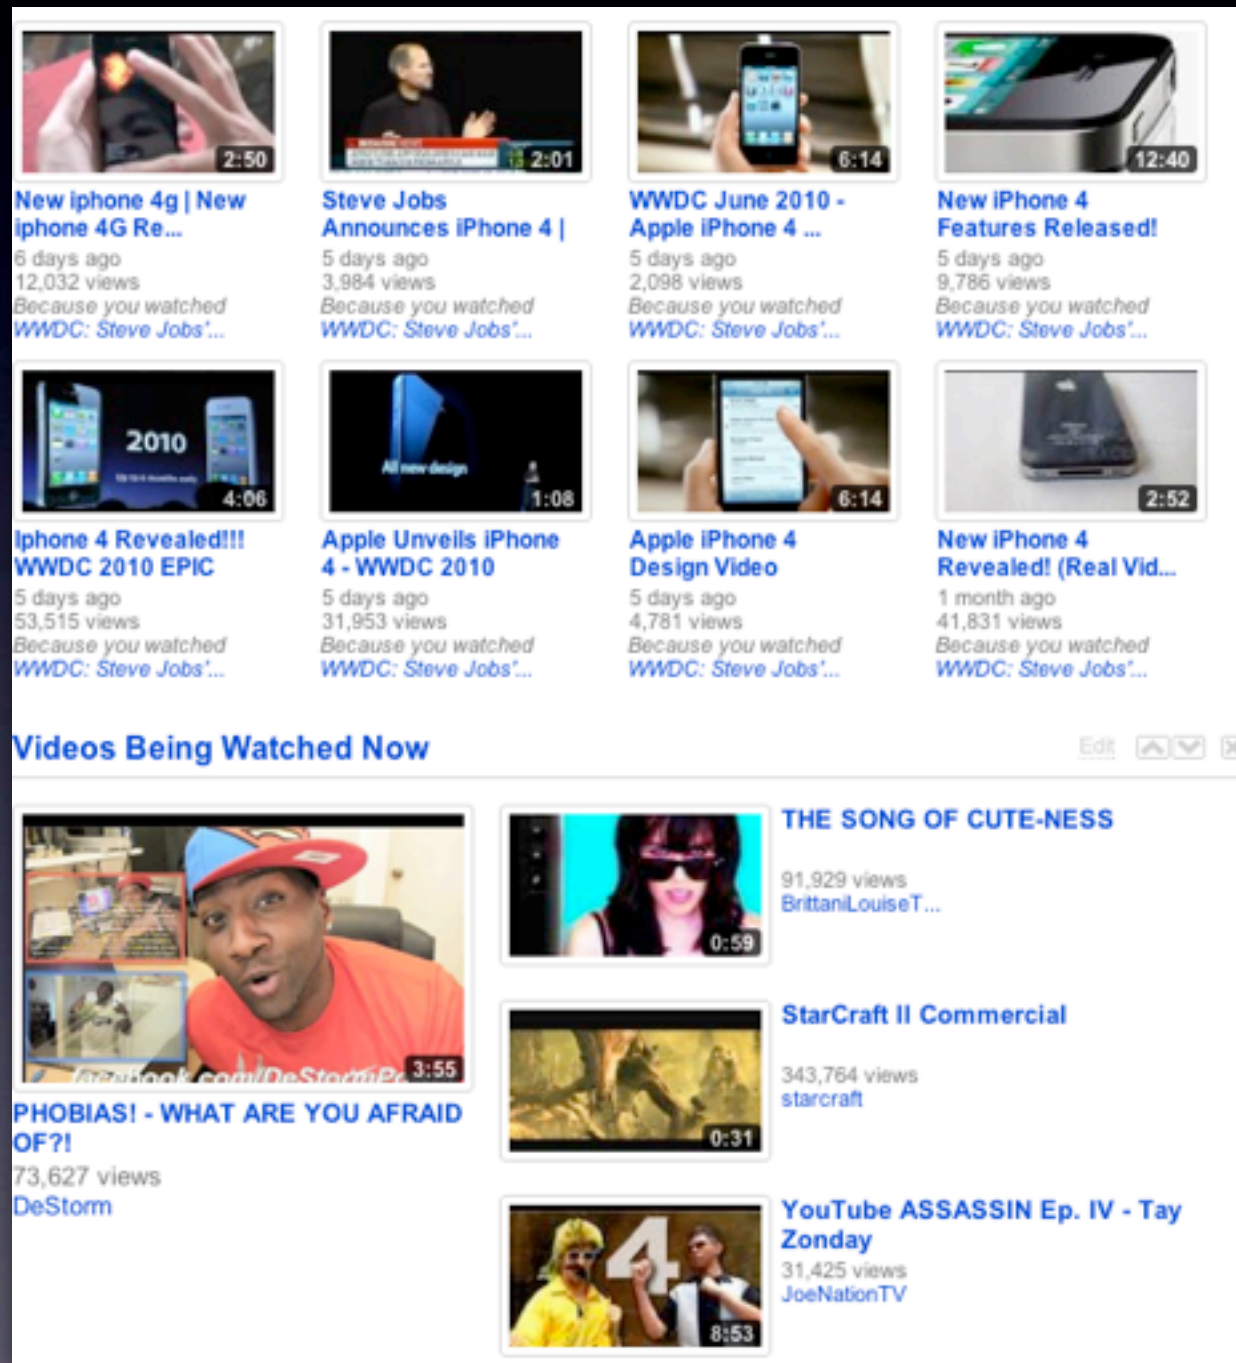 2:50
2:01
6:14
12:40
New iphone 4g | New
iphone 4G Re...
6 days ago
12,032 views
Because you watched
WWDC: Steve Jobs'...
Steve Jobs
Announces iPhone 4 |
5 days ago
3,984 views
Because you watched
WWDC: Steve Jobs'...
WWDC June 2010 -
Apple iPhone 4 ...
5 days ago
2,098 views
Because you watched
WWDC: Steve Jobs'...
New iPhone 4
Features Released!
5 days ago
9,786 views
Because you watched
WWDC: Steve Jobs'...
2010
4:06
All new design
1:08
6:14
2:52
Iphone 4 Revealed!!!
WWDC 2010 EPIC
5 days ago
53,515 views
Because you watched
WWDC: Steve Jobs'...
Apple Unveils iPhone
4 - WWDC 2010
5 days ago
31,953 views
Because you watched
WWDC: Steve Jobs'...
Apple iPhone 4
Design Video
5 days ago
4,781 views
Because you watched
WWDC: Steve Jobs'...
New iPhone 4
Revealed! (Real Vid...
1 month ago
41,831 views
Because you watched
WWDC: Steve Jobs'...
Videos Being Watched Now
Edit
facebook.com/DeStorm
3:55
PHOBIAS! - WHAT ARE YOU AFRAID
OF?!
73,627 views
DeStorm
0:59
THE SONG OF CUTE-NESS
91,929 views
BrittaniLouiseT...
0:31
StarCraft II Commercial
343,764 views
starcraft
4
8:53
YouTube ASSASSIN Ep. IV - Tay
Zonday
31,425 views
JoeNationTV